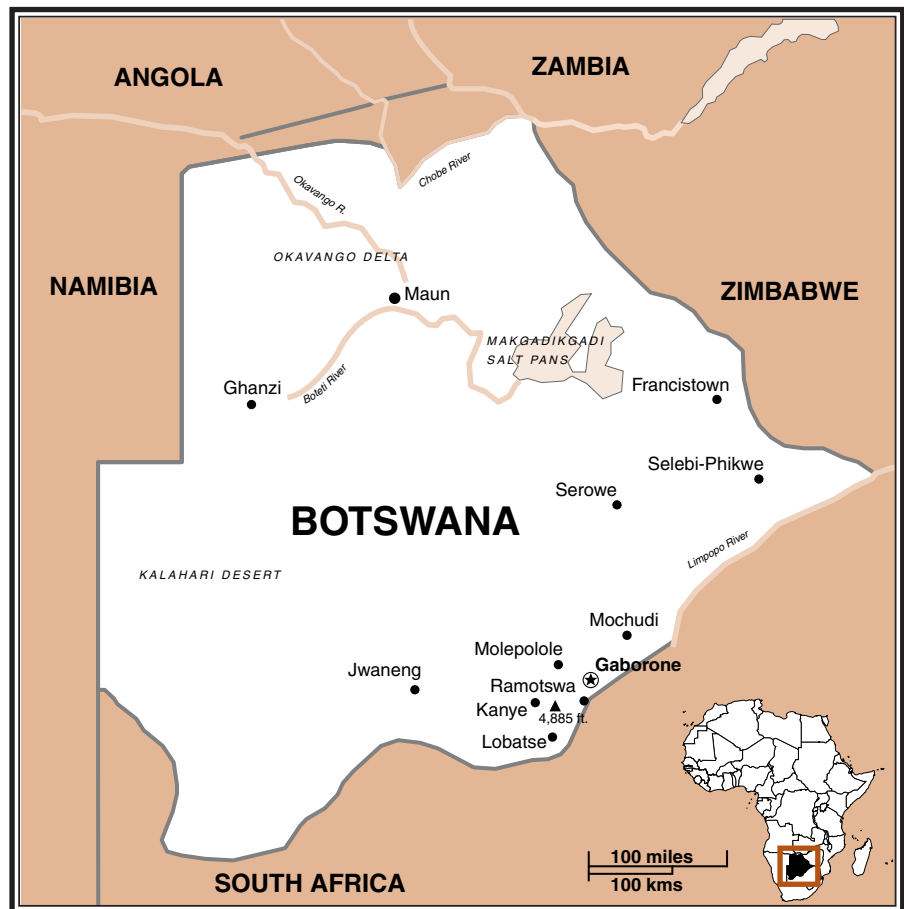 ANGOLA
ZAMBIA
Chobe River
Okavango R.
OKAVANGO DELTA
NAMIBIA
ZIMBABWE
Maun
MAKGADIKGADI
SALT PANS
Boteti River
Ghanzi
Francistown
Selebi-Phikwe
Serowe
BOTSWANA
Limpopo River
KALAHARI DESERT
Mochudi
Molepolole
Gaborone
Jwaneng
Ramotswa
Kanye
4,885 ft.
Lobatse
100 miles
100 kms
SOUTH AFRICA